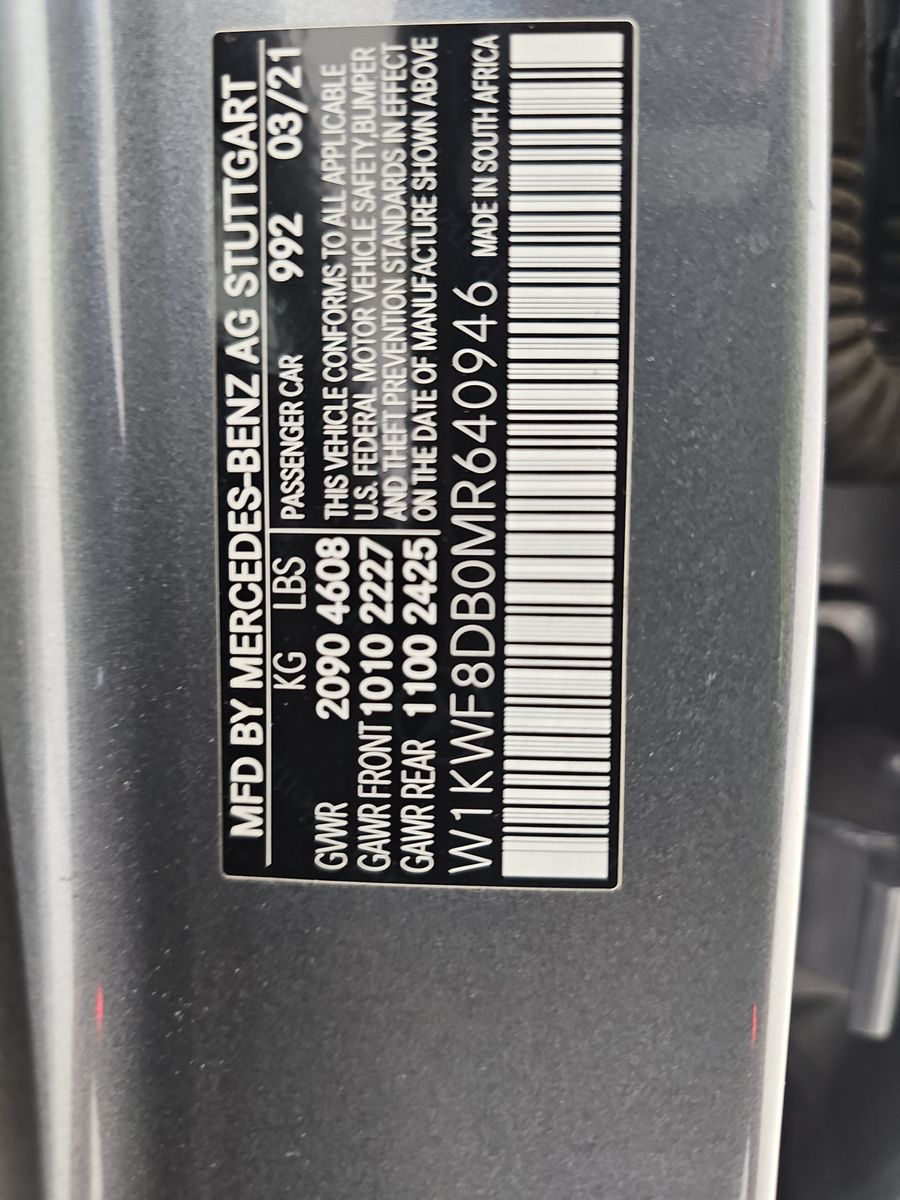 MFD BY MERCEDES-BENZ AG STUTTGART
KG LBS PASSENGER CAR 992 03/21
GVWR 2090 4608 THIS VEHICLE CONFORMS TO ALL APPLICABLE
GAWR FRONT 1010 2227 U.S. FEDERAL MOTOR VEHICLE SAFETY,BUMPER
AND THEFT PREVENTION STANDARDS IN EFFECT
GAWR REAR 1100 2425 ON THE DATE OF MANUFACTURE SHOWN ABOVE
W1KWF8DB0MR640946 MADE IN SOUTH AFRICA